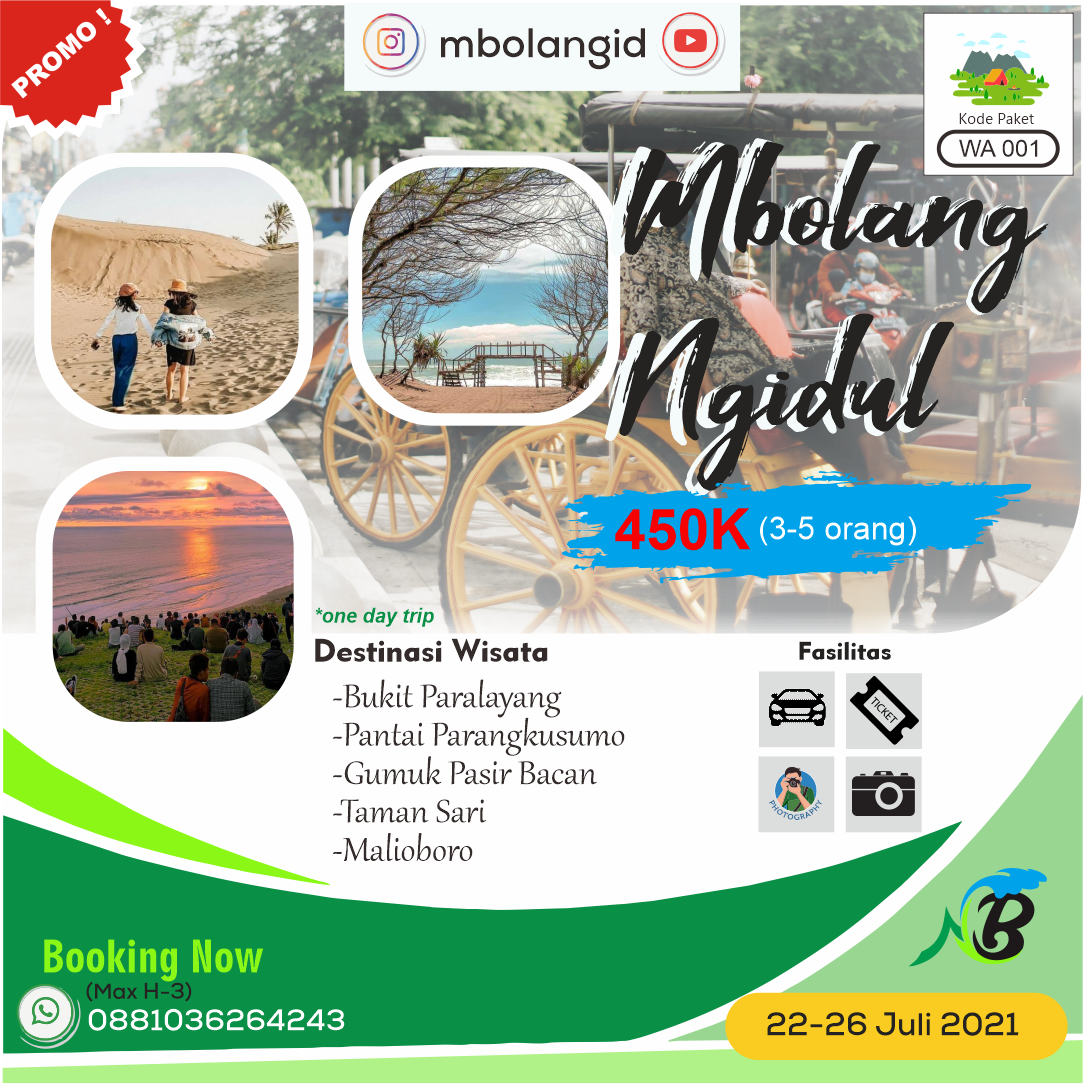 PROMO !
mbolangid
Kode Paket
WA 001
Mbolang
Ngidul
450K (3-5 orang)
*one day trip
Destinasi Wisata
-Bukit Paralayang
-Pantai Parangkusumo
-Gumuk Pasir Bacan
-Taman Sari
-Malioboro
Fasilitas
TICKET
PHOTOGRAPHY
NB
Booking Now
(Max H-3)
0881036264243
22-26 Juli 2021